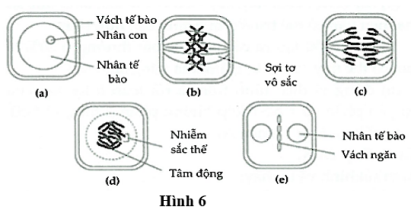 Vách tế bào
Nhân con
Nhân tế
bào
(a)
(b)
Sợi tơ
vô sắc
(c)
(d)
Nhiễm
sắc thể
Tâm động
(e)
Nhân tế bào
Vách ngăn
Hình 6